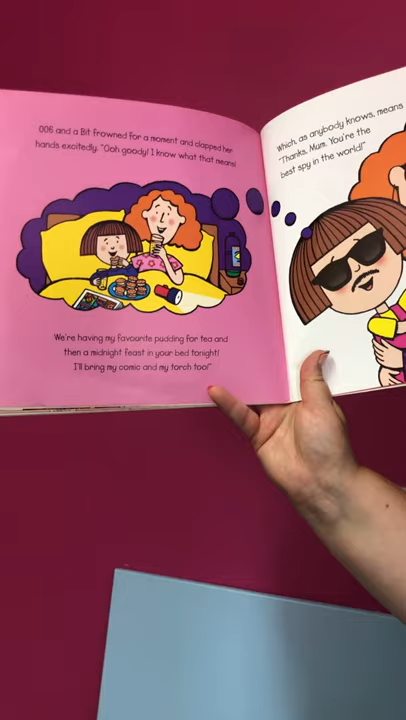 006 and a Bit frowned for a moment and clapped her
hands excitedly. "Ooh goody! I know what that means!
We're having my favourite pudding for tea and
then a midnight feast in your bed tonight!
I'll bring my comic and my torch too!"
Which, as anybody knows, means
"Thanks, Mum. You're the
best spy in the world!"